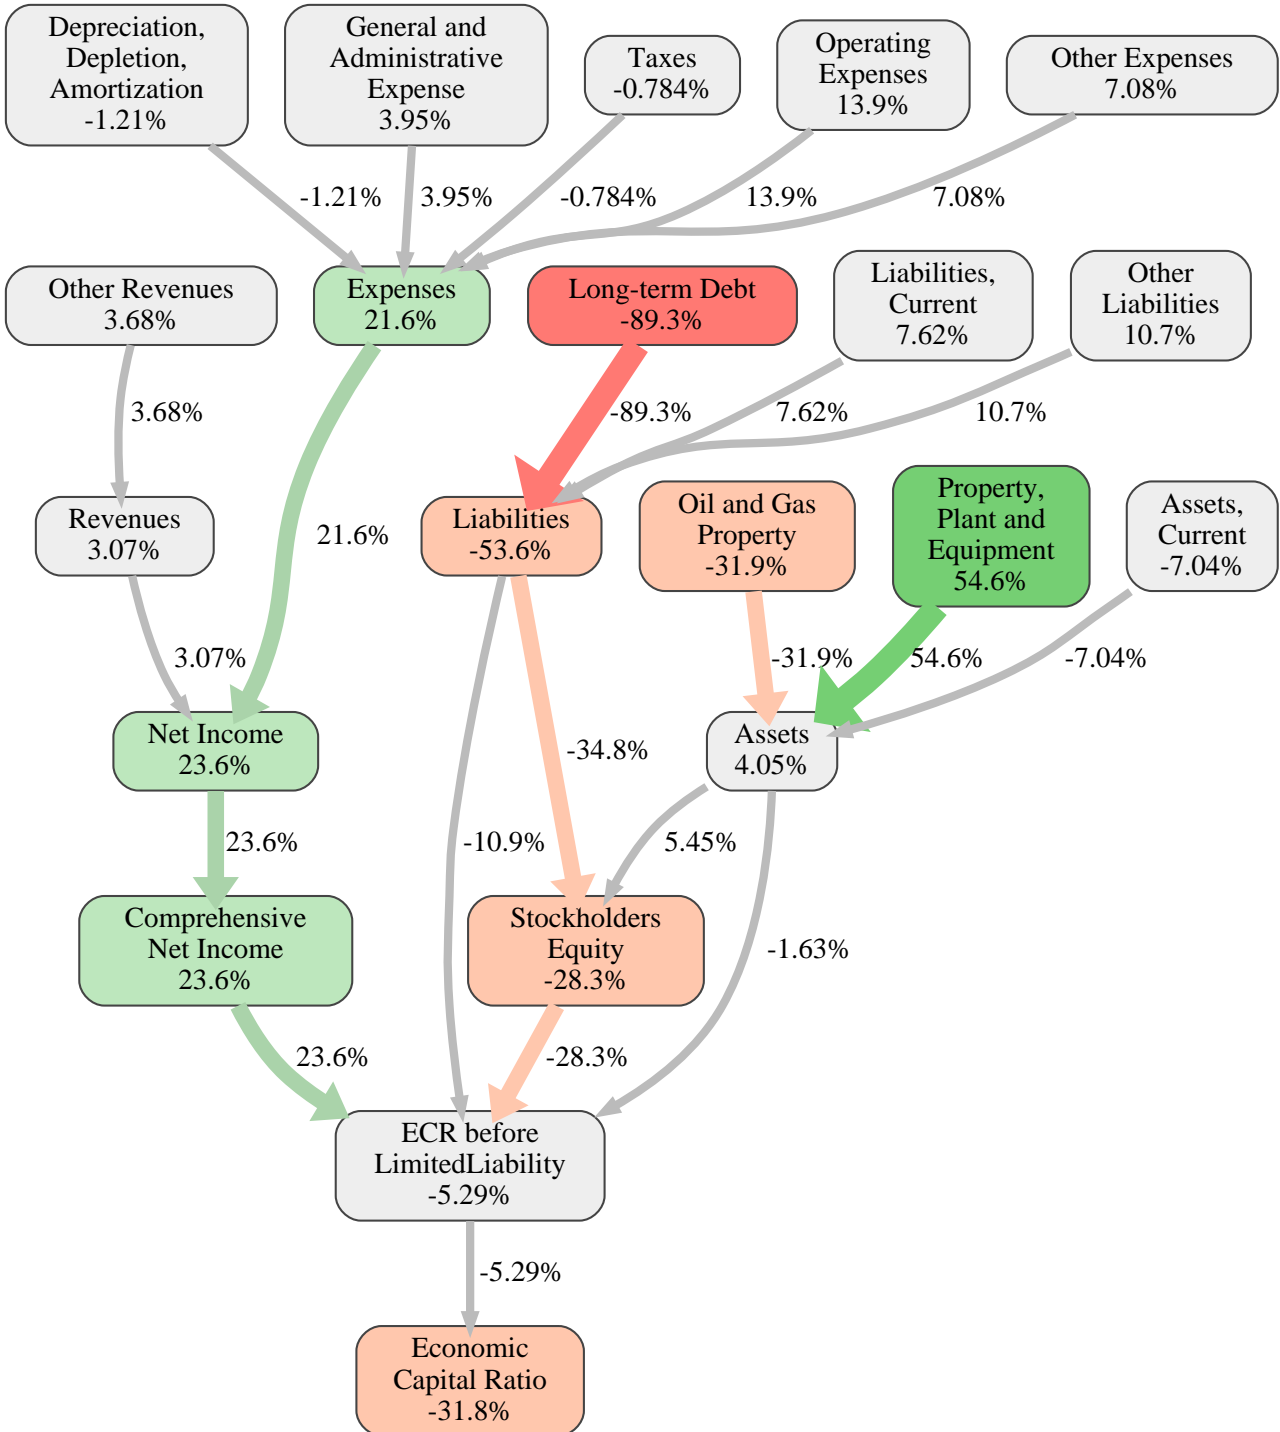 Depreciation,
Depletion,
Amortization
-1.21%
General and
Administrative
Expense
3.95%
Taxes
-0.784%
Operating
Expenses
13.9%
Other Expenses
7.08%
-1.21%
3.95%
-0.784%
13.9%
7.08%
Other Revenues
3.68%
Expenses
21.6%
Long-term Debt
-89.3%
Liabilities,
Current
7.62%
Other
Liabilities
10.7%
3.68%
-89.3%
7.62%
10.7%
Revenues
3.07%
21.6%
Liabilities
-53.6%
Oil and Gas
Property
-31.9%
Property,
Plant and
Equipment
54.6%
Assets,
Current
-7.04%
3.07%
-31.9%
54.6%
-7.04%
Net Income
23.6%
-34.8%
Assets
4.05%
23.6%
-10.9%
5.45%
Comprehensive
Net Income
23.6%
Stockholders
Equity
-28.3%
-1.63%
23.6%
-28.3%
ECR before
LimitedLiability
-5.29%
-5.29%
Economic
Capital Ratio
-31.8%